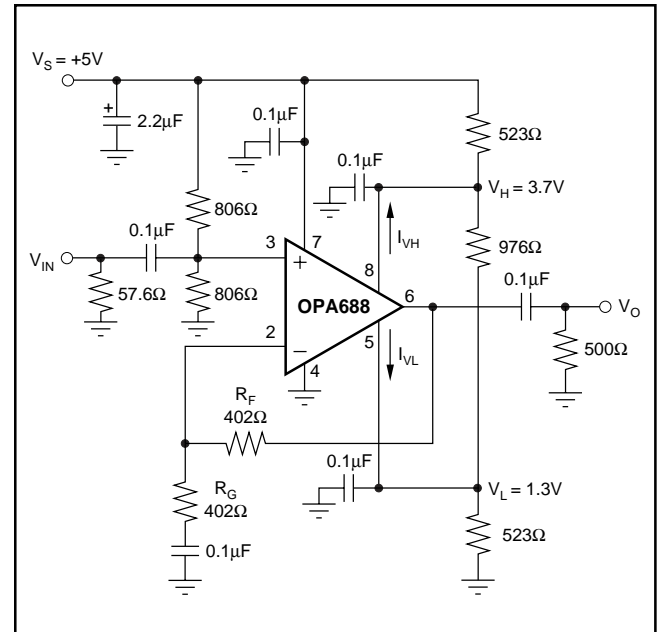 V_S = +5V
0.1µF
523Ω
+
2.2µF
0.1µF
V_H = 3.7V
806Ω
I_VH
0.1µF
976Ω
3
7
8
0.1µF
V_IN
+
6
V_O
57.6Ω
806Ω
OPA688
2
−
5
I_VL
500Ω
4
R_F
402Ω
0.1µF
R_G
402Ω
V_L = 1.3V
0.1µF
523Ω